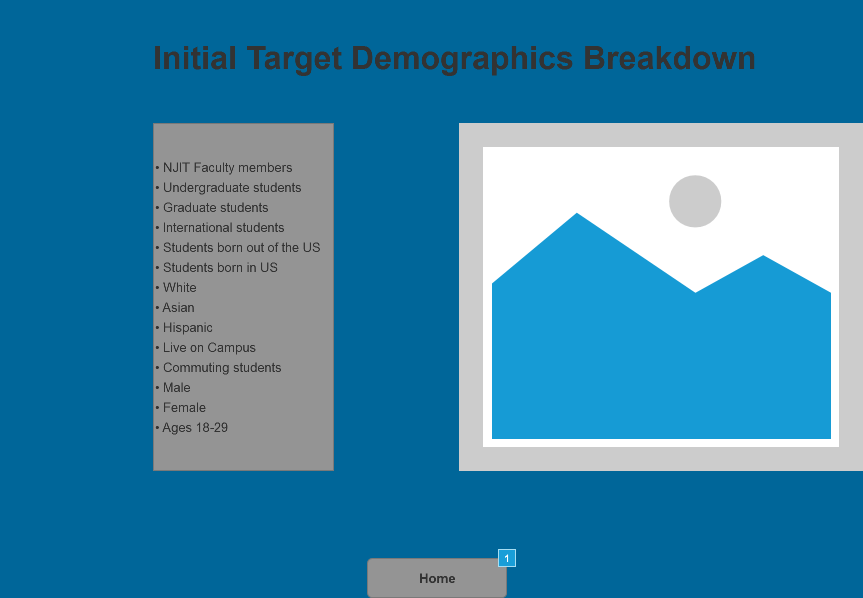 Initial Target Demographics Breakdown
• NJIT Faculty members
• Undergraduate students
• Graduate students
• International students
• Students born out of the US
• Students born in US
• White
• Asian
• Hispanic
• Live on Campus
• Commuting students
• Male
• Female
• Ages 18-29
1
Home